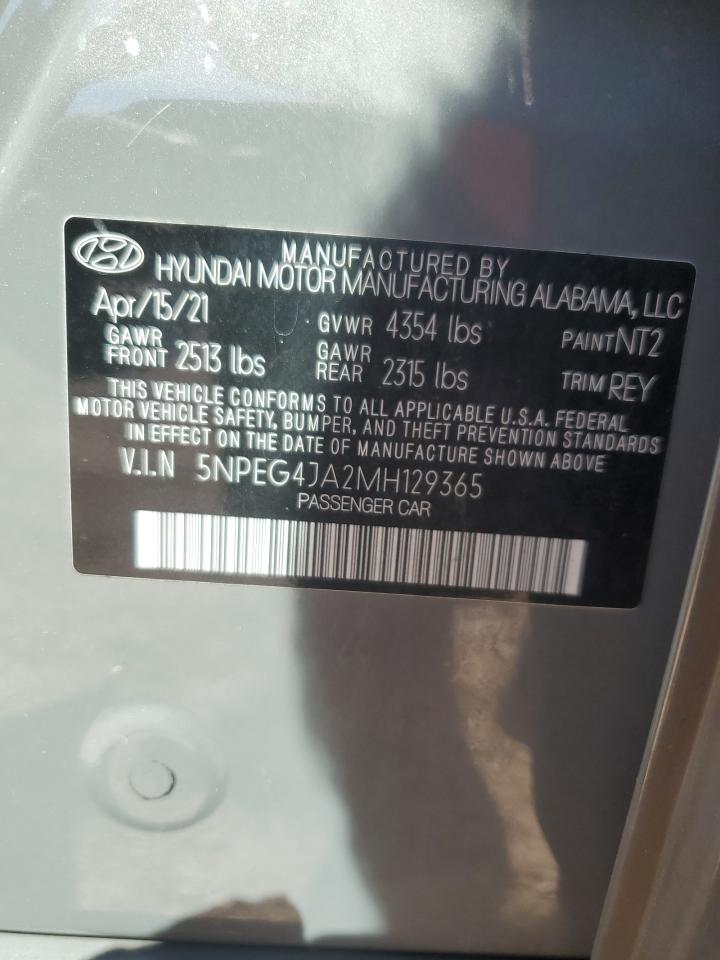 MANUFACTURED BY
HYUNDAI MOTOR MANUFACTURING ALABAMA, LLC
Apr/15/21 GVWR 4354 lbs PAINT NT2
GAWR FRONT 2513 lbs GAWR REAR 2315 lbs TRIM REY
THIS VEHICLE CONFORMS TO ALL APPLICABLE U.S.A. FEDERAL
MOTOR VEHICLE SAFETY, BUMPER, AND THEFT PREVENTION STANDARDS
IN EFFECT ON THE DATE OF MANUFACTURE SHOWN ABOVE
V.I.N 5NPEG4JA2MH129365
PASSENGER CAR